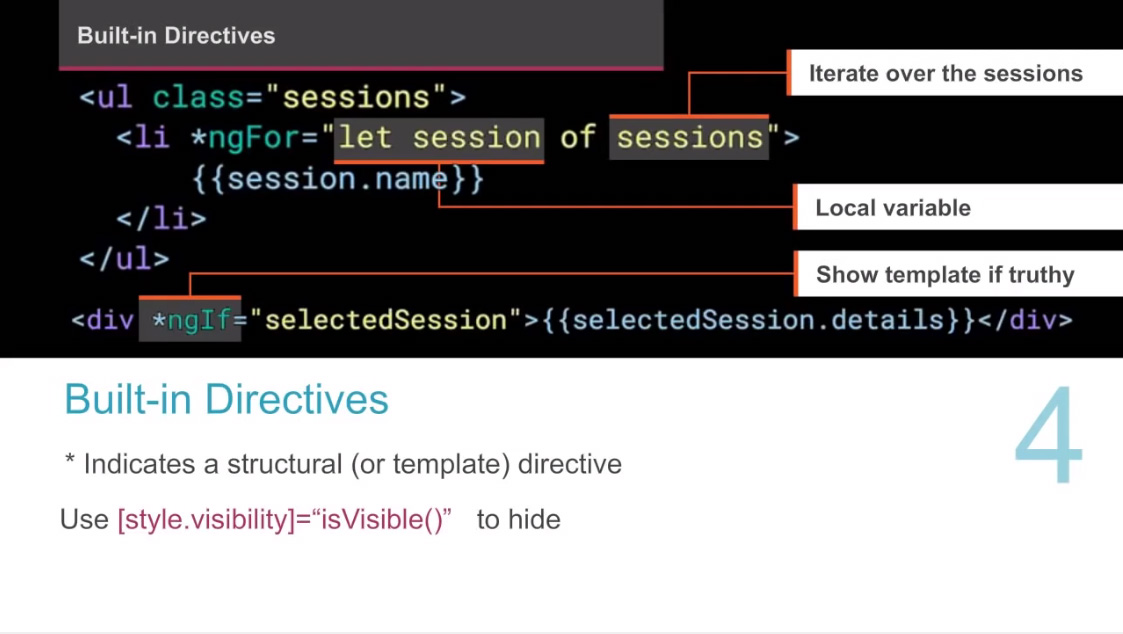 Built-in Directives
Iterate over the sessions
<ul class="sessions">
<li *ngFor="let session of sessions">
{{session.name}}
Local variable
</li>
</ul>
Show template if truthy
<div *ngIf="selectedSession">{{selectedSession.details}}</div>
Built-in Directives
4
* Indicates a structural (or template) directive
Use [style.visibility]=“isVisible()” to hide